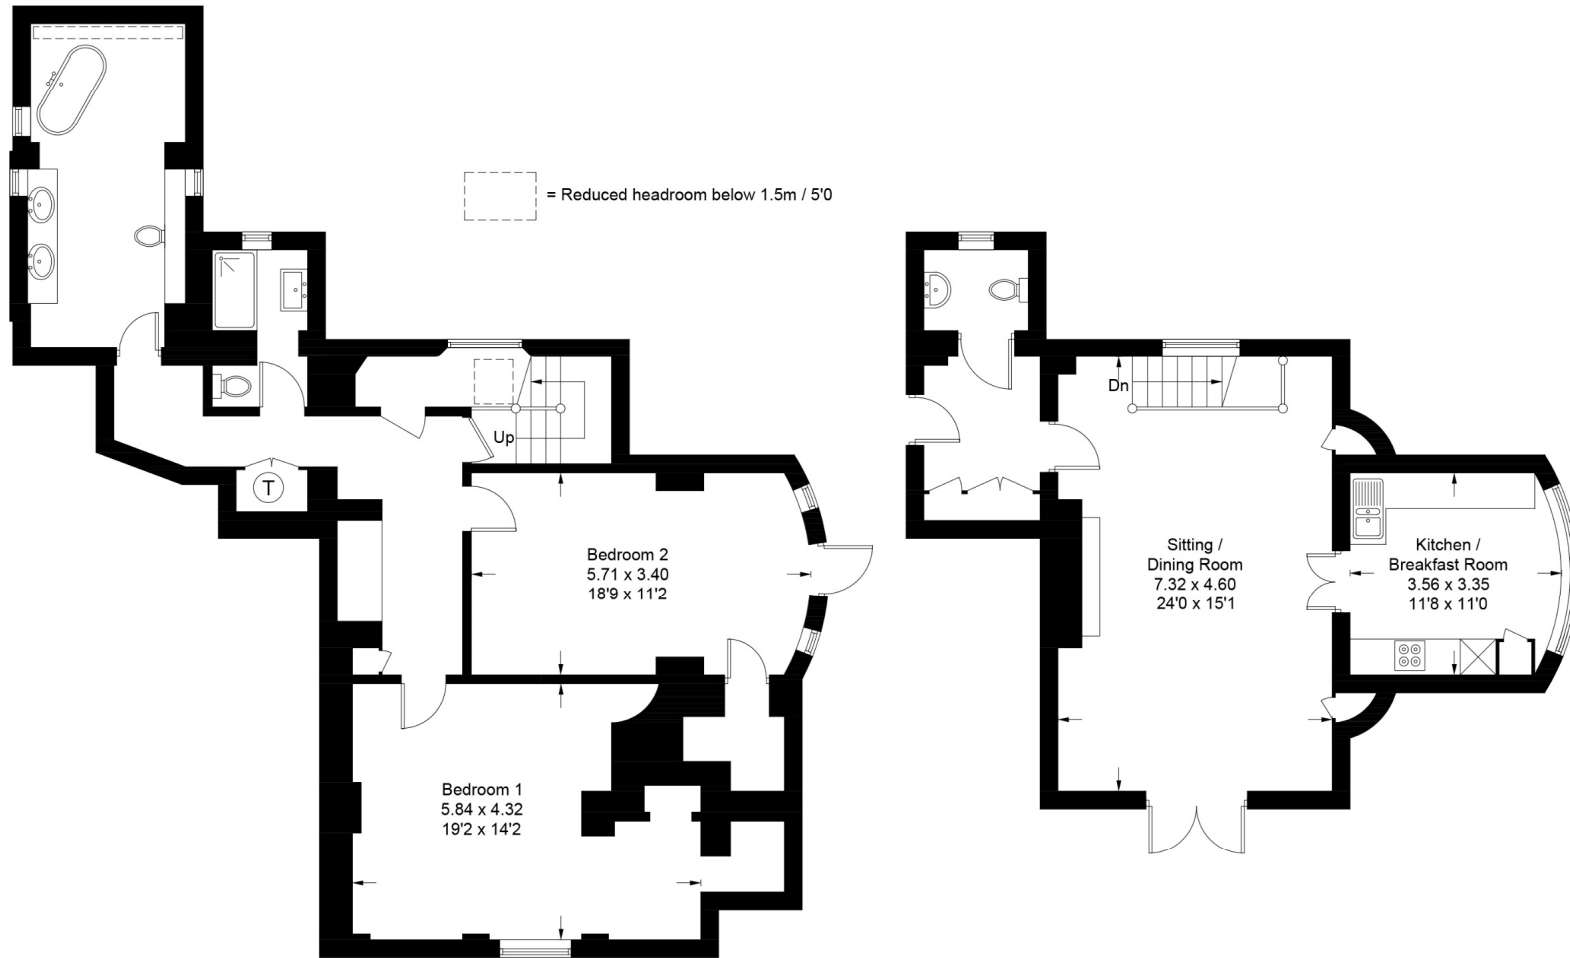 = Reduced headroom below 1.5m / 5'0
Up
T
Bedroom 2
5.71 x 3.40
18'9 x 11'2
Bedroom 1
5.84 x 4.32
19'2 x 14'2
Dn
Sitting /
Dining Room
7.32 x 4.60
24'0 x 15'1
Kitchen /
Breakfast Room
3.56 x 3.35
11'8 x 11'0